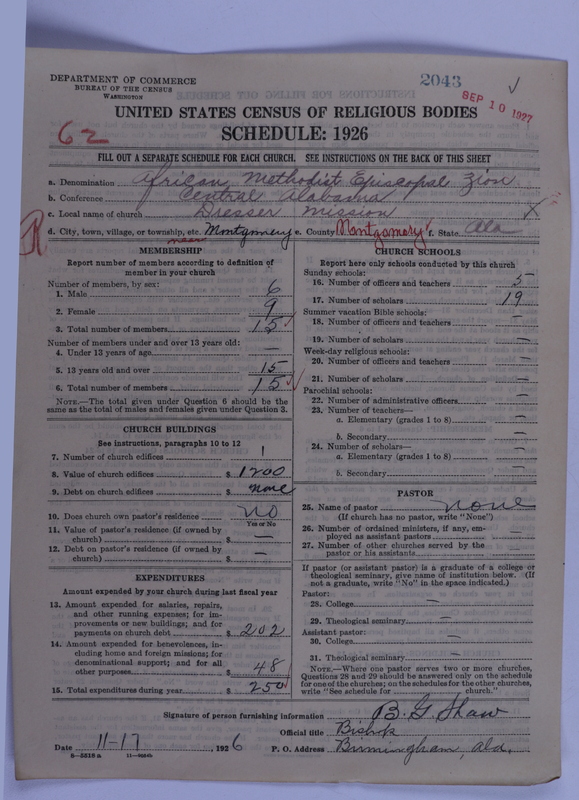 DEPARTMENT OF COMMERCE
BUREAU OF THE CENSUS
WASHINGTON
2043
SEP 10 1927
UNITED STATES CENSUS OF RELIGIOUS BODIES
62
SCHEDULE: 1926
FILL OUT A SEPARATE SCHEDULE FOR EACH CHURCH. SEE INSTRUCTIONS ON THE BACK OF THIS SHEET
a. Denomination African Methodist Episcopal Zion
b. Conference Central Alabama
c. Local name of church Dresser Mission
d. City, town, village, or township, etc. near Montgomery e. County Montgomery f. State Ala
MEMBERSHIP
Report number of members according to definition of member in your church
Number of members, by sex:
1. Male 6
2. Female 9
3. Total number of members 15
Number of members under and over 13 years old:
4. Under 13 years of age —
5. 13 years old and over 15
6. Total number of members 15
NOTE.—The total given under Question 6 should be the
same as the total of males and females given under Question 3.
CHURCH BUILDINGS
See instructions, paragraphs 10 to 12
7. Number of church edifices 1
8. Value of church edifices $ 1200
9. Debt on church edifices $ none
10. Does church own pastor's residence no
Yes or No
11. Value of pastor's residence (if owned by
church) $ —
12. Debt on pastor's residence (if owned by
church) $ —
EXPENDITURES
Amount expended by your church during last fiscal year
13. Amount expended for salaries, repairs,
and other running expenses; for im-
provements or new buildings; and for
payments on church debt $ 202
14. Amount expended for benevolences, in-
cluding home and foreign missions; for
denominational support; and for all
other purposes $ 48
15. Total expenditures during year $ 250
CHURCH SCHOOLS
Report here only schools conducted by this church
Sunday schools:
16. Number of officers and teachers 5
17. Number of scholars 19
Summer vacation Bible schools:
18. Number of officers and teachers —
19. Number of scholars —
Week-day religious schools:
20. Number of officers and teachers —
21. Number of scholars —
Parochial schools:
22. Number of administrative officers —
23. Number of teachers—
a. Elementary (grades 1 to 8) —
b. Secondary —
24. Number of scholars—
a. Elementary (grades 1 to 8) —
b. Secondary —
PASTOR
25. Name of pastor none
(If church has no pastor, write "None")
26. Number of ordained ministers, if any, em-
ployed as assistant pastors —
27. Number of other churches served by the
pastor or his assistants —
If pastor (or assistant pastor) is a graduate of a college or
theological seminary, give name of institution below. (If
not a graduate, write "No" in the space indicated.)
Pastor:
28. College —
29. Theological seminary —
Assistant pastor:
30. College —
31. Theological seminary —
NOTE.—Where one pastor serves two or more churches,
Questions 28 and 29 should be answered only on the schedule
for one of the churches; on the schedules for the other churches,
write "See schedule for church."
Signature of person furnishing information B. G. Shaw
Official title Bishop
Date 11-17, 1926 P. O. Address Birmingham, Ala.